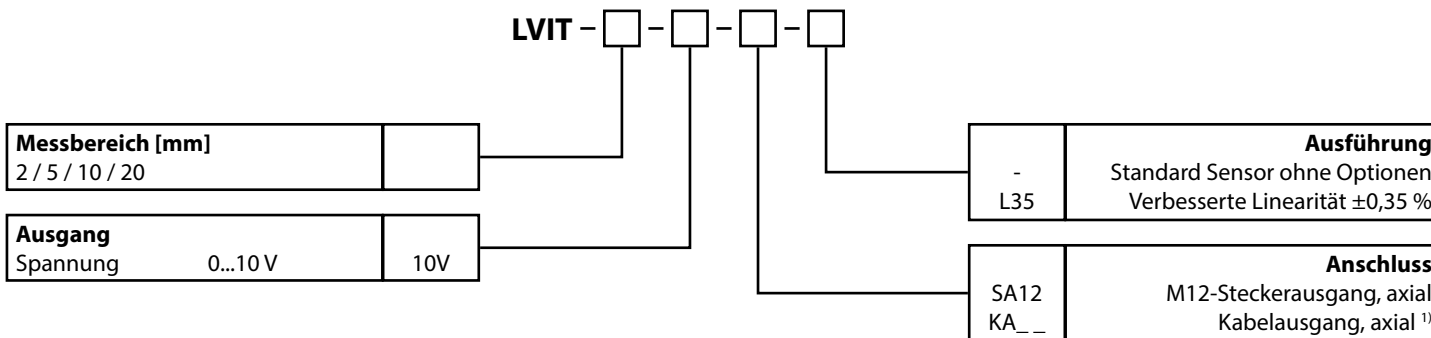 LVIT – – – –
Messbereich [mm]
2 / 5 / 10 / 20
Ausgang
Spannung 0...10 V 10V
Ausführung
- Standard Sensor ohne Optionen
L35 Verbesserte Linearität ±0,35 %
Anschluss
SA12 M12-Steckerausgang, axial
KA_ _ Kabelausgang, axial 1)